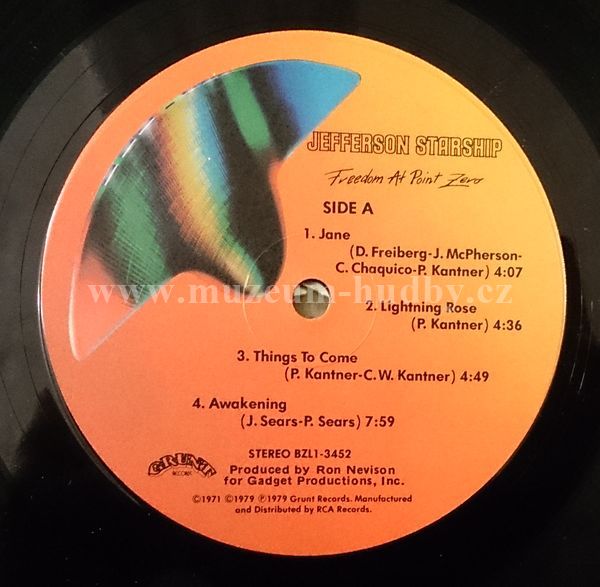 JEFFERSON STARSHIP
Freedom At Point Zero
SIDE A
1. Jane
(D. Freiberg-J. McPherson-
C. Chaquico-P. Kantner) 4:07
www.muzeum-hudby.cz
2. Lightning Rose
(P. Kantner) 4:36
3. Things To Come
(P. Kantner-C.W. Kantner) 4:49
4. Awakening
(J. Sears-P. Sears) 7:59
STEREO BZL1-3452
GRUNT
RECORDS
Produced by Ron Nevison
for Gadget Productions, Inc.
©1971 ©1979 ℗1979 Grunt Records. Manufactured
and Distributed by RCA Records.